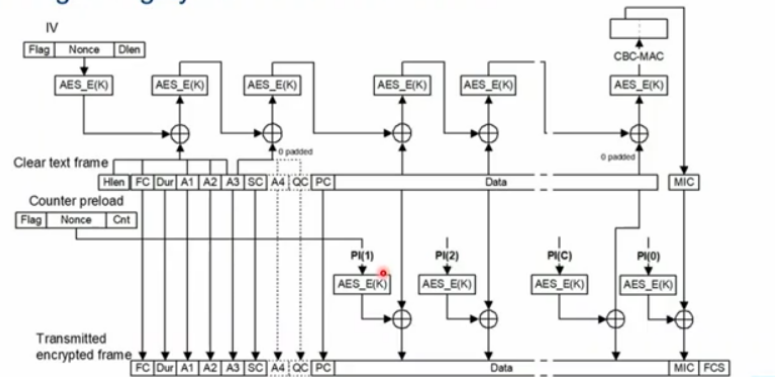 IV
Flag Nonce Dlen
CBC-MAC
AES_E(K) AES_E(K) AES_E(K) AES_E(K) AES_E(K) AES_E(K)
0 padded
0 padded
Clear text frame
Hlen FC Dur A1 A2 A3 SC A4 QC PC Data MIC
Counter preload
Flag Nonce Cnt
PI(1) PI(2) PI(C) PI(0)
AES_E(K) AES_E(K) AES_E(K) AES_E(K)
Transmitted
encrypted frame
FC Dur A1 A2 A3 SC A4 QC PC Data MIC FCS